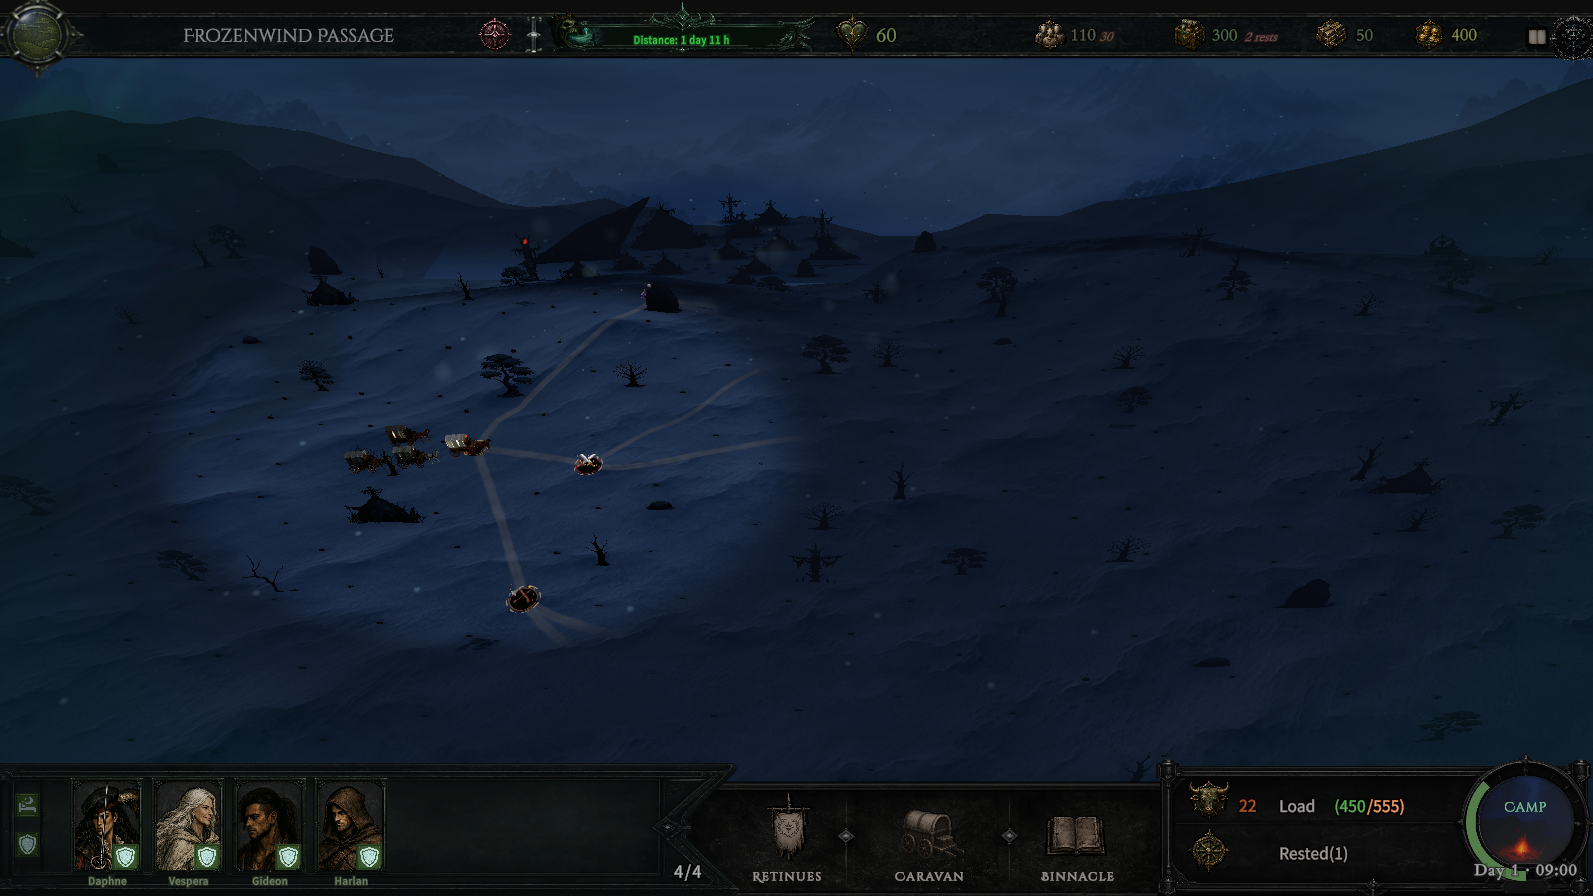 Frozenwind Passage
Distance: 1 day 11 h
60
110 30
300 2 rests
50
400
Daphne
Vespera
Gideon
Harlan
4/4
Retinues
Caravan
Binnacle
22 Load (450/555)
Rested(1)
Camp
Day 1 · 09:00